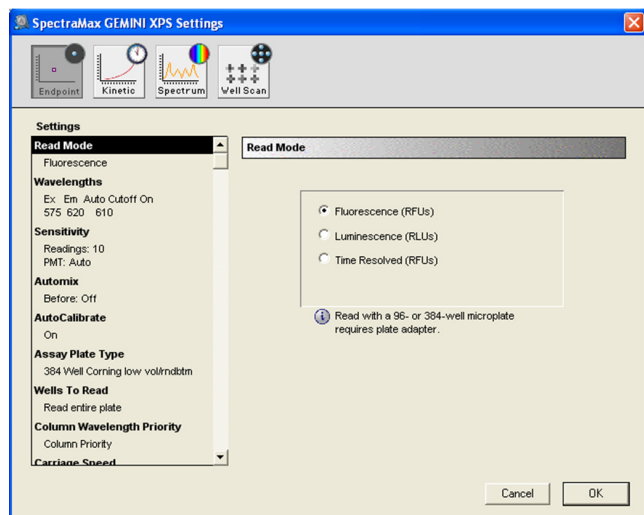 SpectraMax GEMINI XPS Settings
Endpoint
Kinetic
Spectrum
Well Scan
Settings
Read Mode
Fluorescence
Wavelengths
Ex Em Auto Cutoff On
575 620 610
Sensitivity
Readings: 10
PMT: Auto
Automix
Before: Off
AutoCalibrate
On
Assay Plate Type
384 Well Corning low vol/rndbtm
Wells To Read
Read entire plate
Column Wavelength Priority
Column Priority
Carriage Speed
Read Mode
Fluorescence (RFUs)
Luminescence (RLUs)
Time Resolved (RFUs)
Read with a 96- or 384-well microplate
requires plate adapter.
Cancel
OK